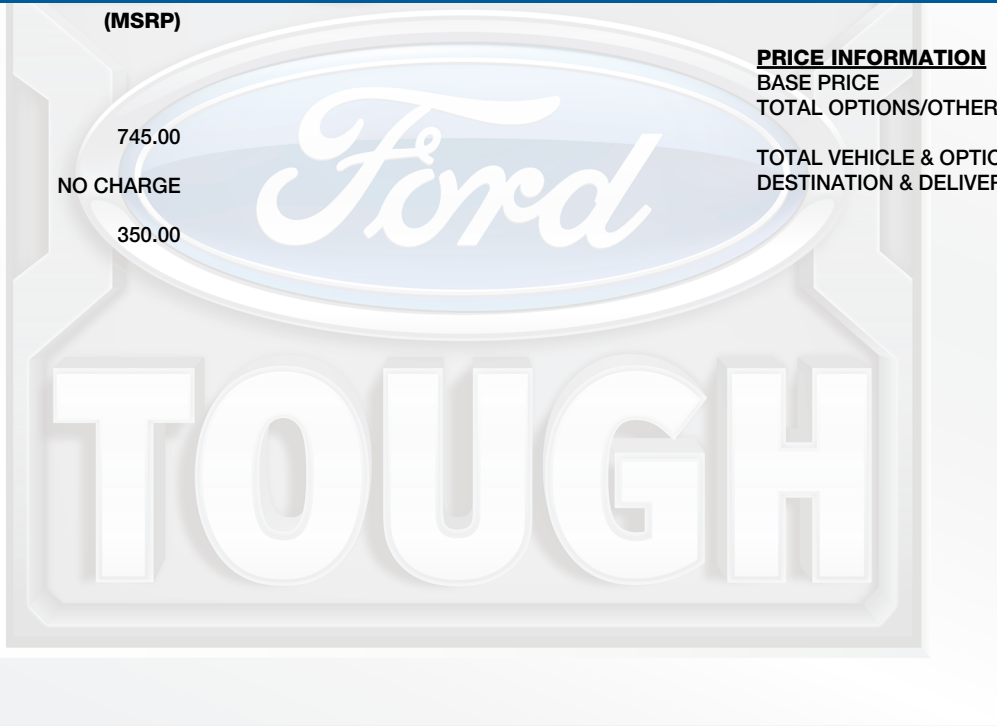 (MSRP)
745.00
NO CHARGE
350.00
PRICE INFORMATION
BASE PRICE
TOTAL OPTIONS/OTHER
TOTAL VEHICLE & OPTIO
DESTINATION & DELIVER
Ford
TOUGH